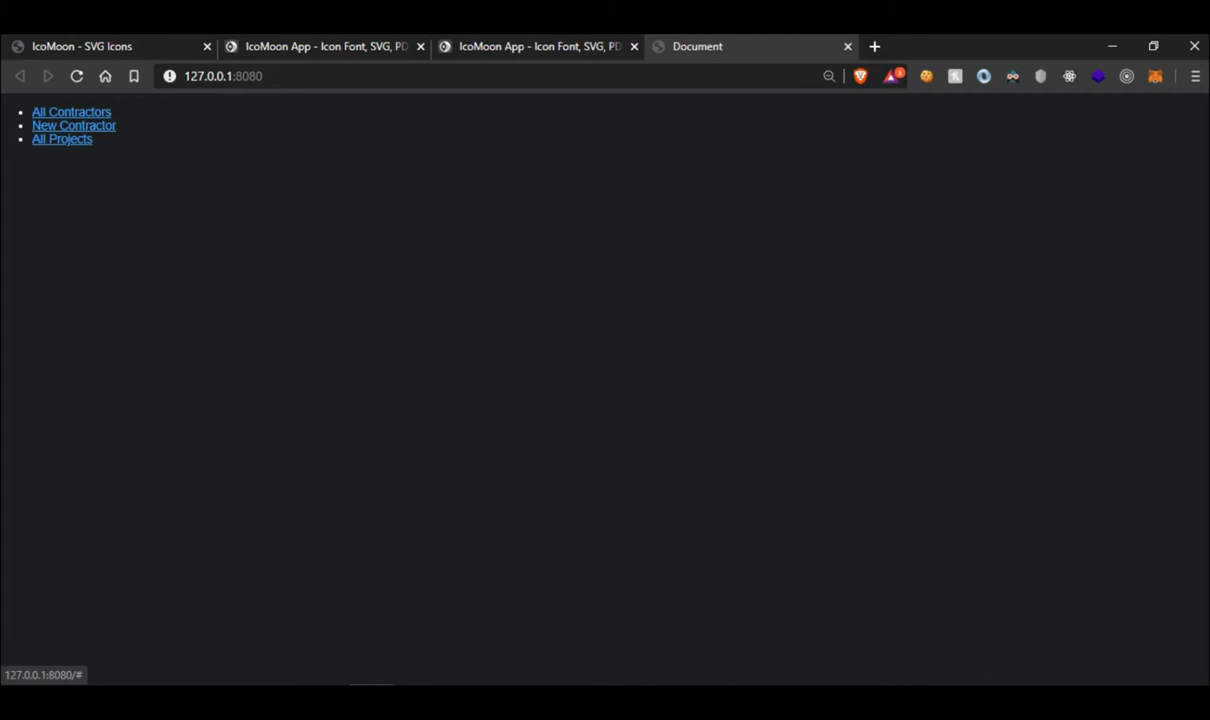 IcoMoon - SVG Icons
IcoMoon App - Icon Font, SVG, PD
IcoMoon App - Icon Font, SVG, PD
Document
127.0.0.1:8080
All Contractors
New Contractor
All Projects
127.0.0.1:8080/#